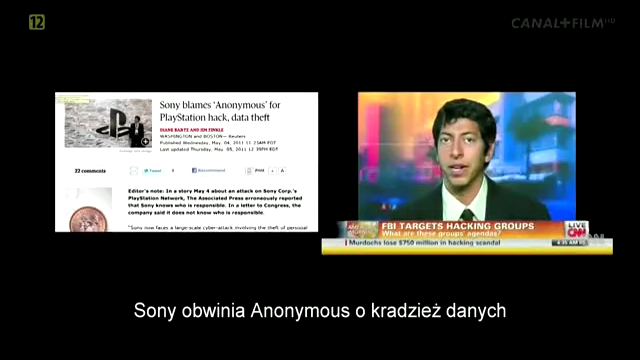 12
CANAL+FILM HD
Sony blames 'Anonymous' for
PlayStation hack, data theft
DIANE BARTZ AND JIM FINKLE
WASHINGTON and BOSTON— Reuters
Published Wednesday, May. 04, 2011 11:23AM EDT
Last updated Thursday, May. 05, 2011 12:39PM EDT
22 comments
Tweet
Recommend
Print
Editor's note: In a story May 4 about an attack on Sony Corp.'s
PlayStation Network, The Associated Press erroneously reported
that Sony knows who is responsible. In a letter to Congress, the
company said it does not know who is responsible.
"Sony now faces a large-scale cyber-attack involving the theft of personal
FBI TARGETS HACKING GROUPS
What are these groups' agendas?
LIVE
CNN
Murdochs lose $750 million in hacking scandal
4:35 AM
Sony obwinia Anonymous o kradzież danych